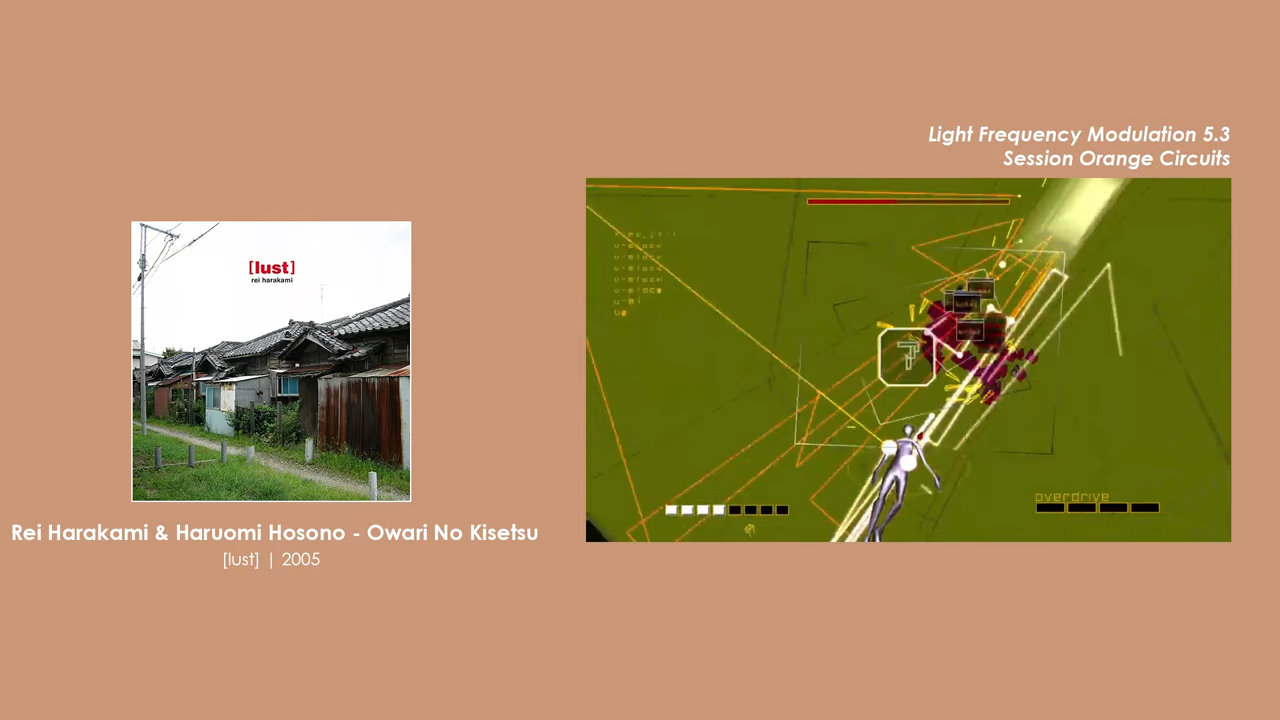 Light Frequency Modulation 5.3
Session Orange Circuits
[lust]
rei harakami
overdrive
7
Rei Harakami & Haruomi Hosono - Owari No Kisetsu
[lust] | 2005